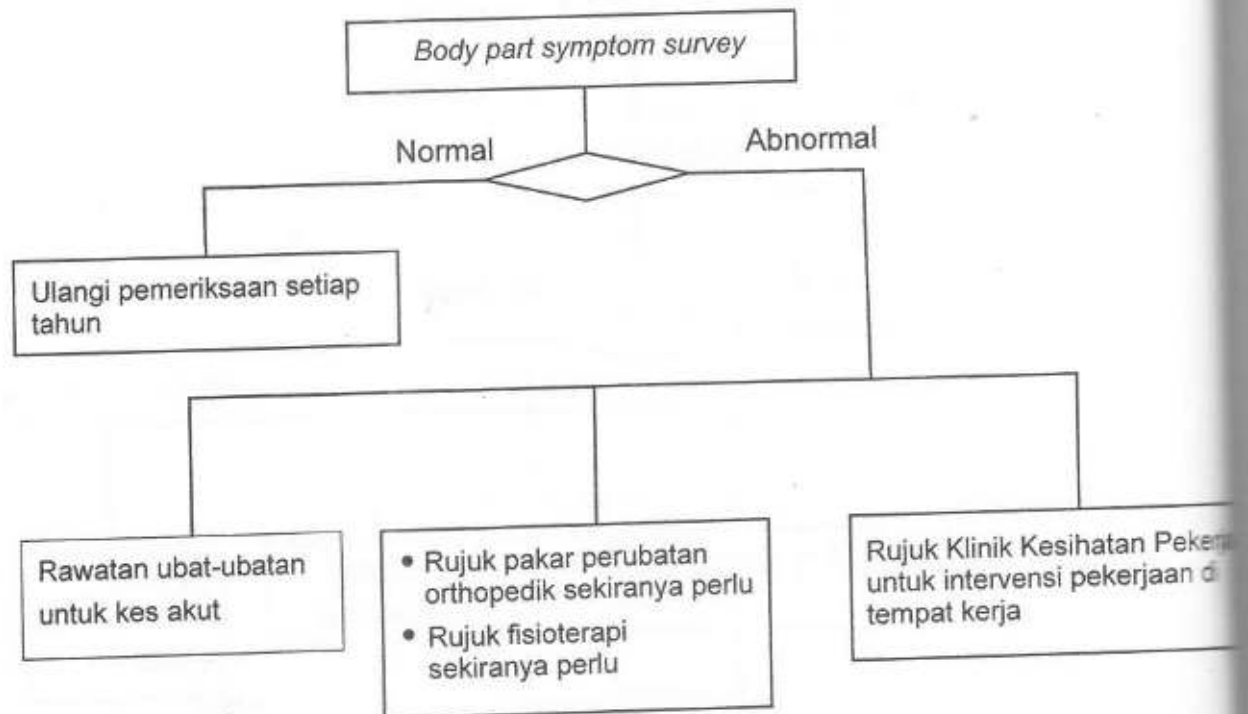 Body part symptom survey
Normal
Abnormal
Ulangi pemeriksaan setiap
tahun
Rawatan ubat-ubatan
untuk kes akut
• Rujuk pakar perubatan
orthopedik sekiranya perlu
• Rujuk fisioterapi
sekiranya perlu
Rujuk Klinik Kesihatan
untuk intervensi pekerjaan di
tempat kerja